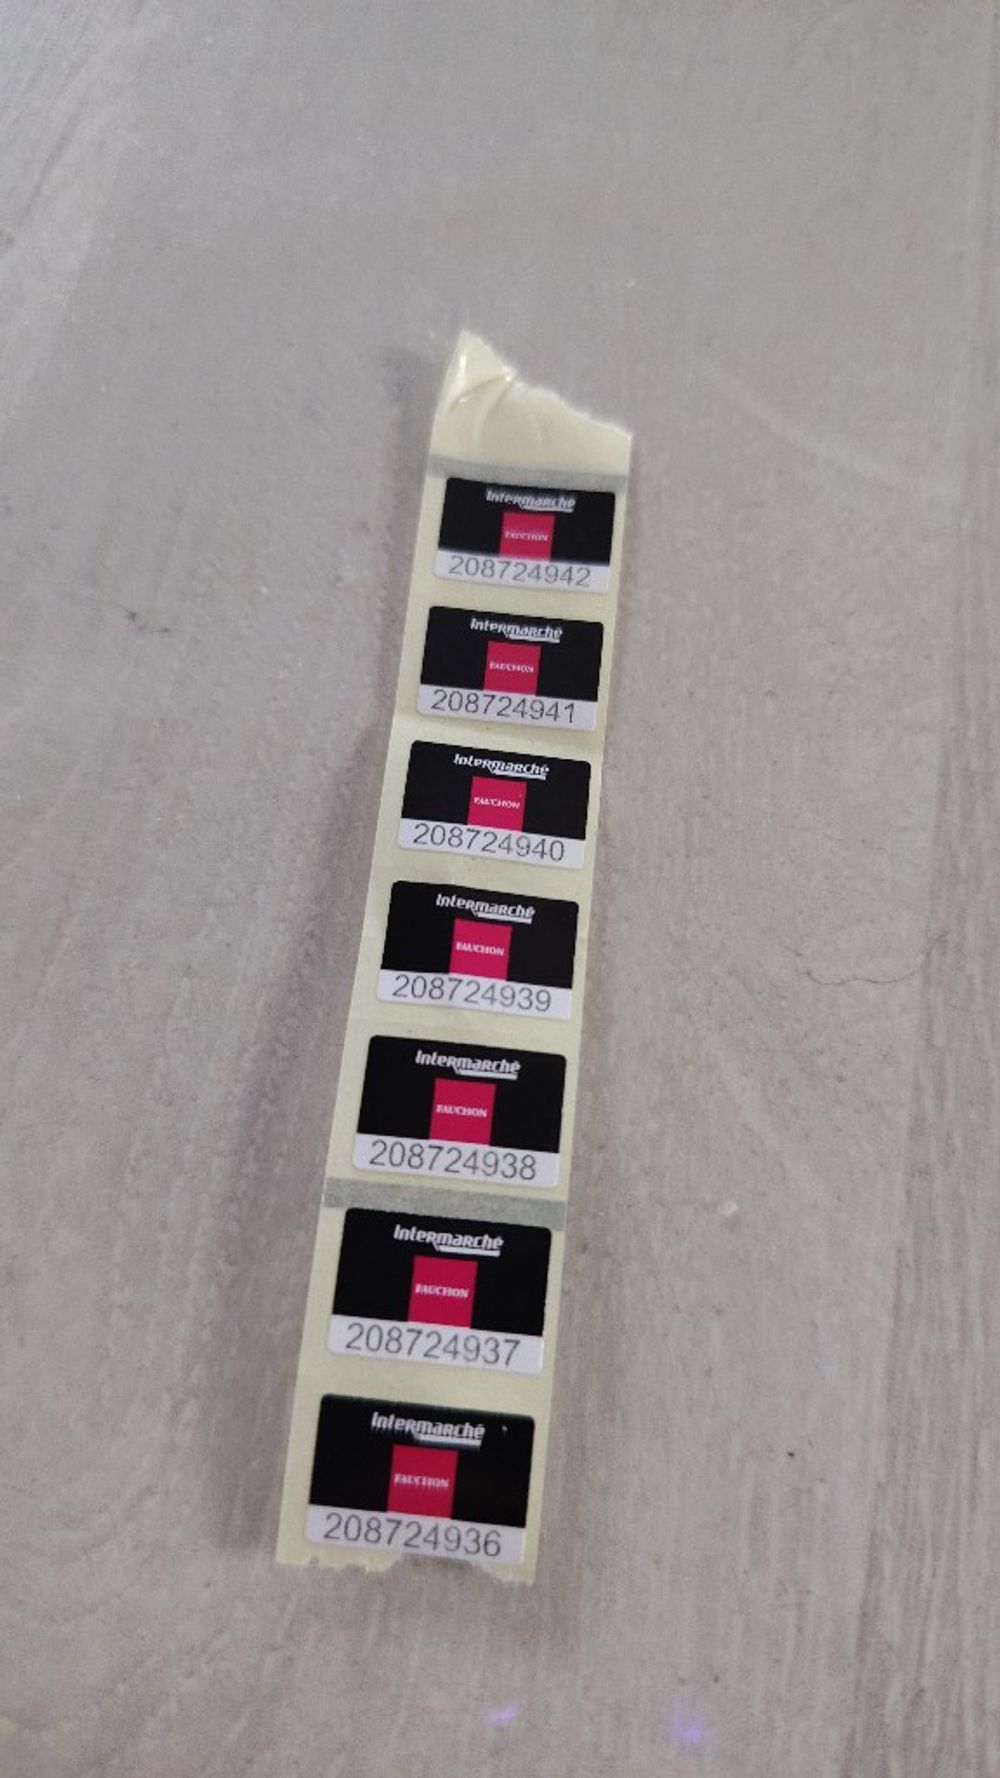 Intermarché
FAUCHON
208724942
Intermarché
FAUCHON
208724941
Intermarché
FAUCHON
208724940
Intermarché
FAUCHON
208724939
Intermarché
FAUCHON
208724938
Intermarché
FAUCHON
208724937
Intermarché
FAUCHON
208724936